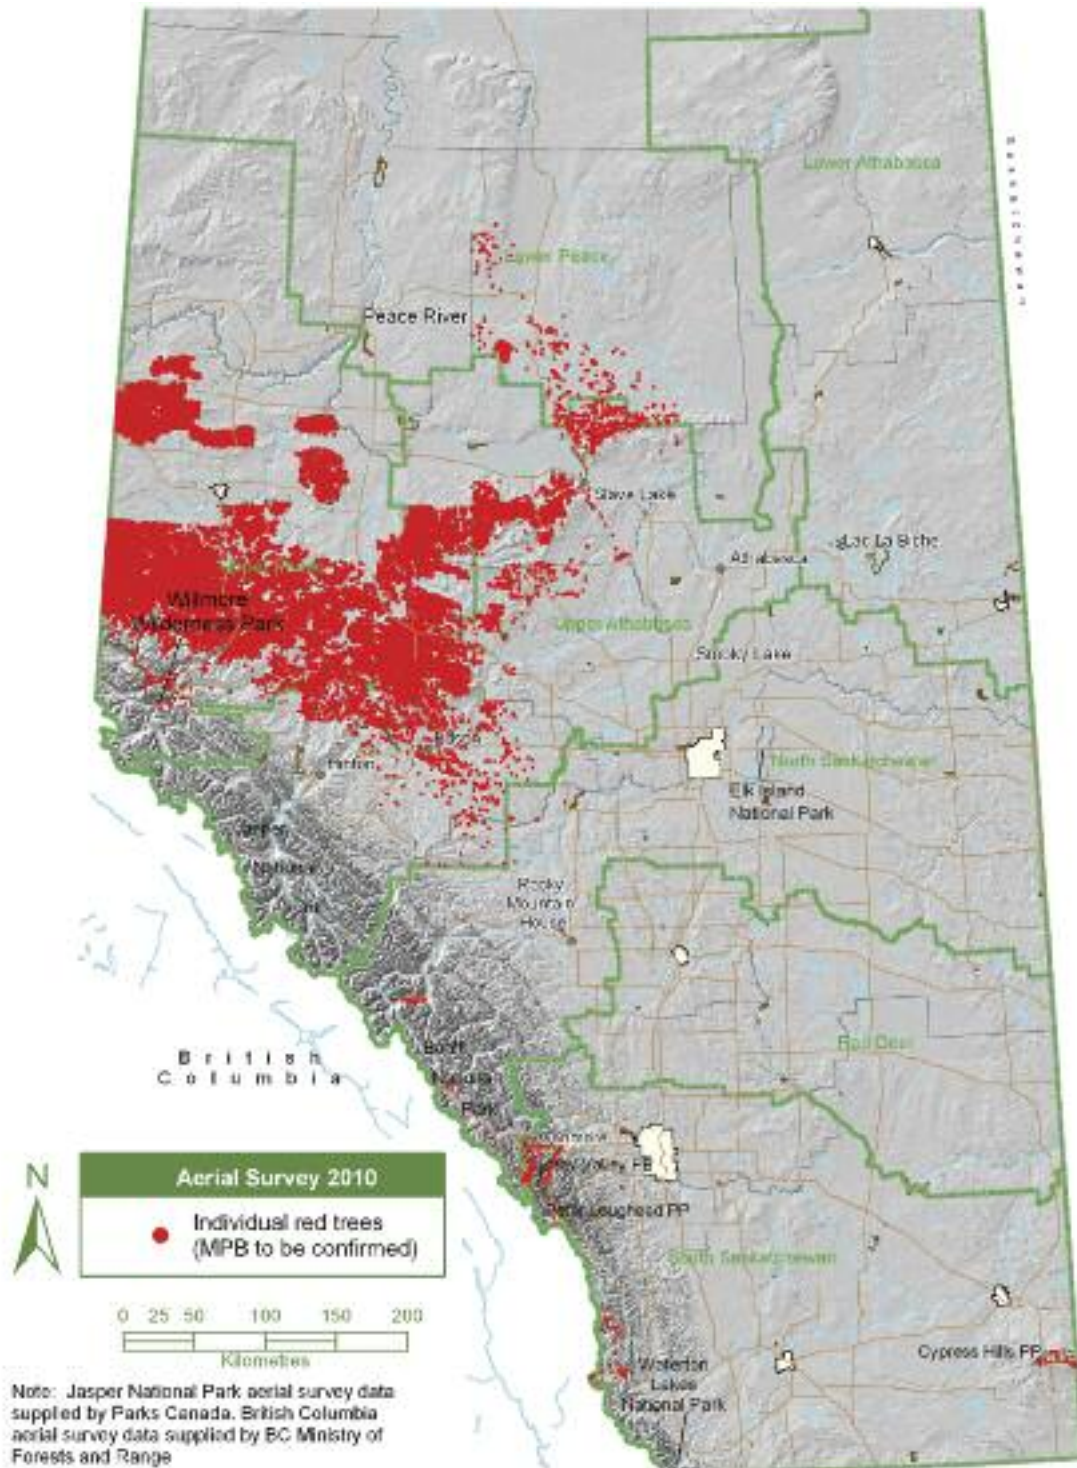 Lower Athabasca
Lower Peace
Peace River
Slave Lake
Lac La Biche
Athabasca
Willmore
Wilderness Park
Upper Athabasca
Smoky Lake
North Saskatchewan
Hinton
Elk Island
National Park
Jasper
National
Rocky
Mountain
House
Red Deer
British
Columbia
Banff
Park
Peter Lougheed PP
South Saskatchewan
Cypress Hills PP
Waterton
Lakes
National Park
N
Aerial Survey 2010
Individual red trees
(MPB to be confirmed)
0 25 50 100 150 200
Kilometres
Note: Jasper National Park aerial survey data
supplied by Parks Canada. British Columbia
aerial survey data supplied by BC Ministry of
Forests and Range